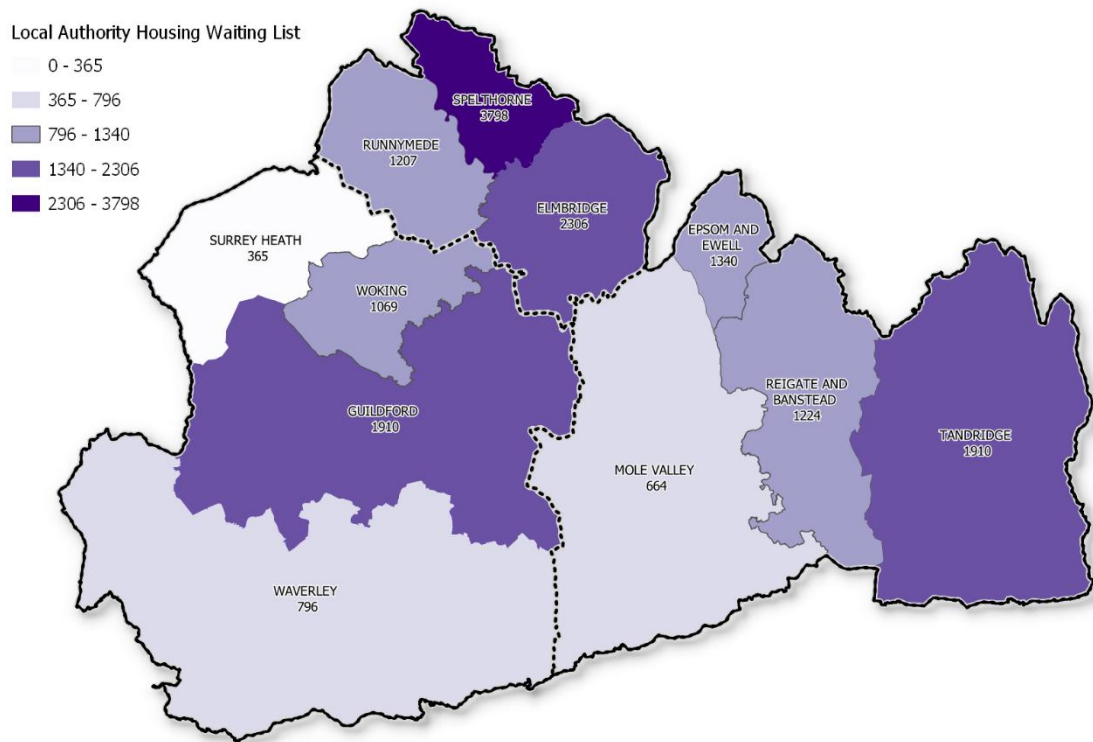 Local Authority Housing Waiting List
0 - 365
365 - 796
796 - 1340
1340 - 2306
2306 - 3798
SPELTHORNE
3798
RUNNYMEDE
1207
ELMBRIDGE
2306
EPSOM AND
EWELL
1340
SURREY HEATH
365
WOKING
1069
REIGATE AND
BANSTEAD
1224
GUILDFORD
1910
TANDRIDGE
1910
MOLE VALLEY
664
WAVERLEY
796